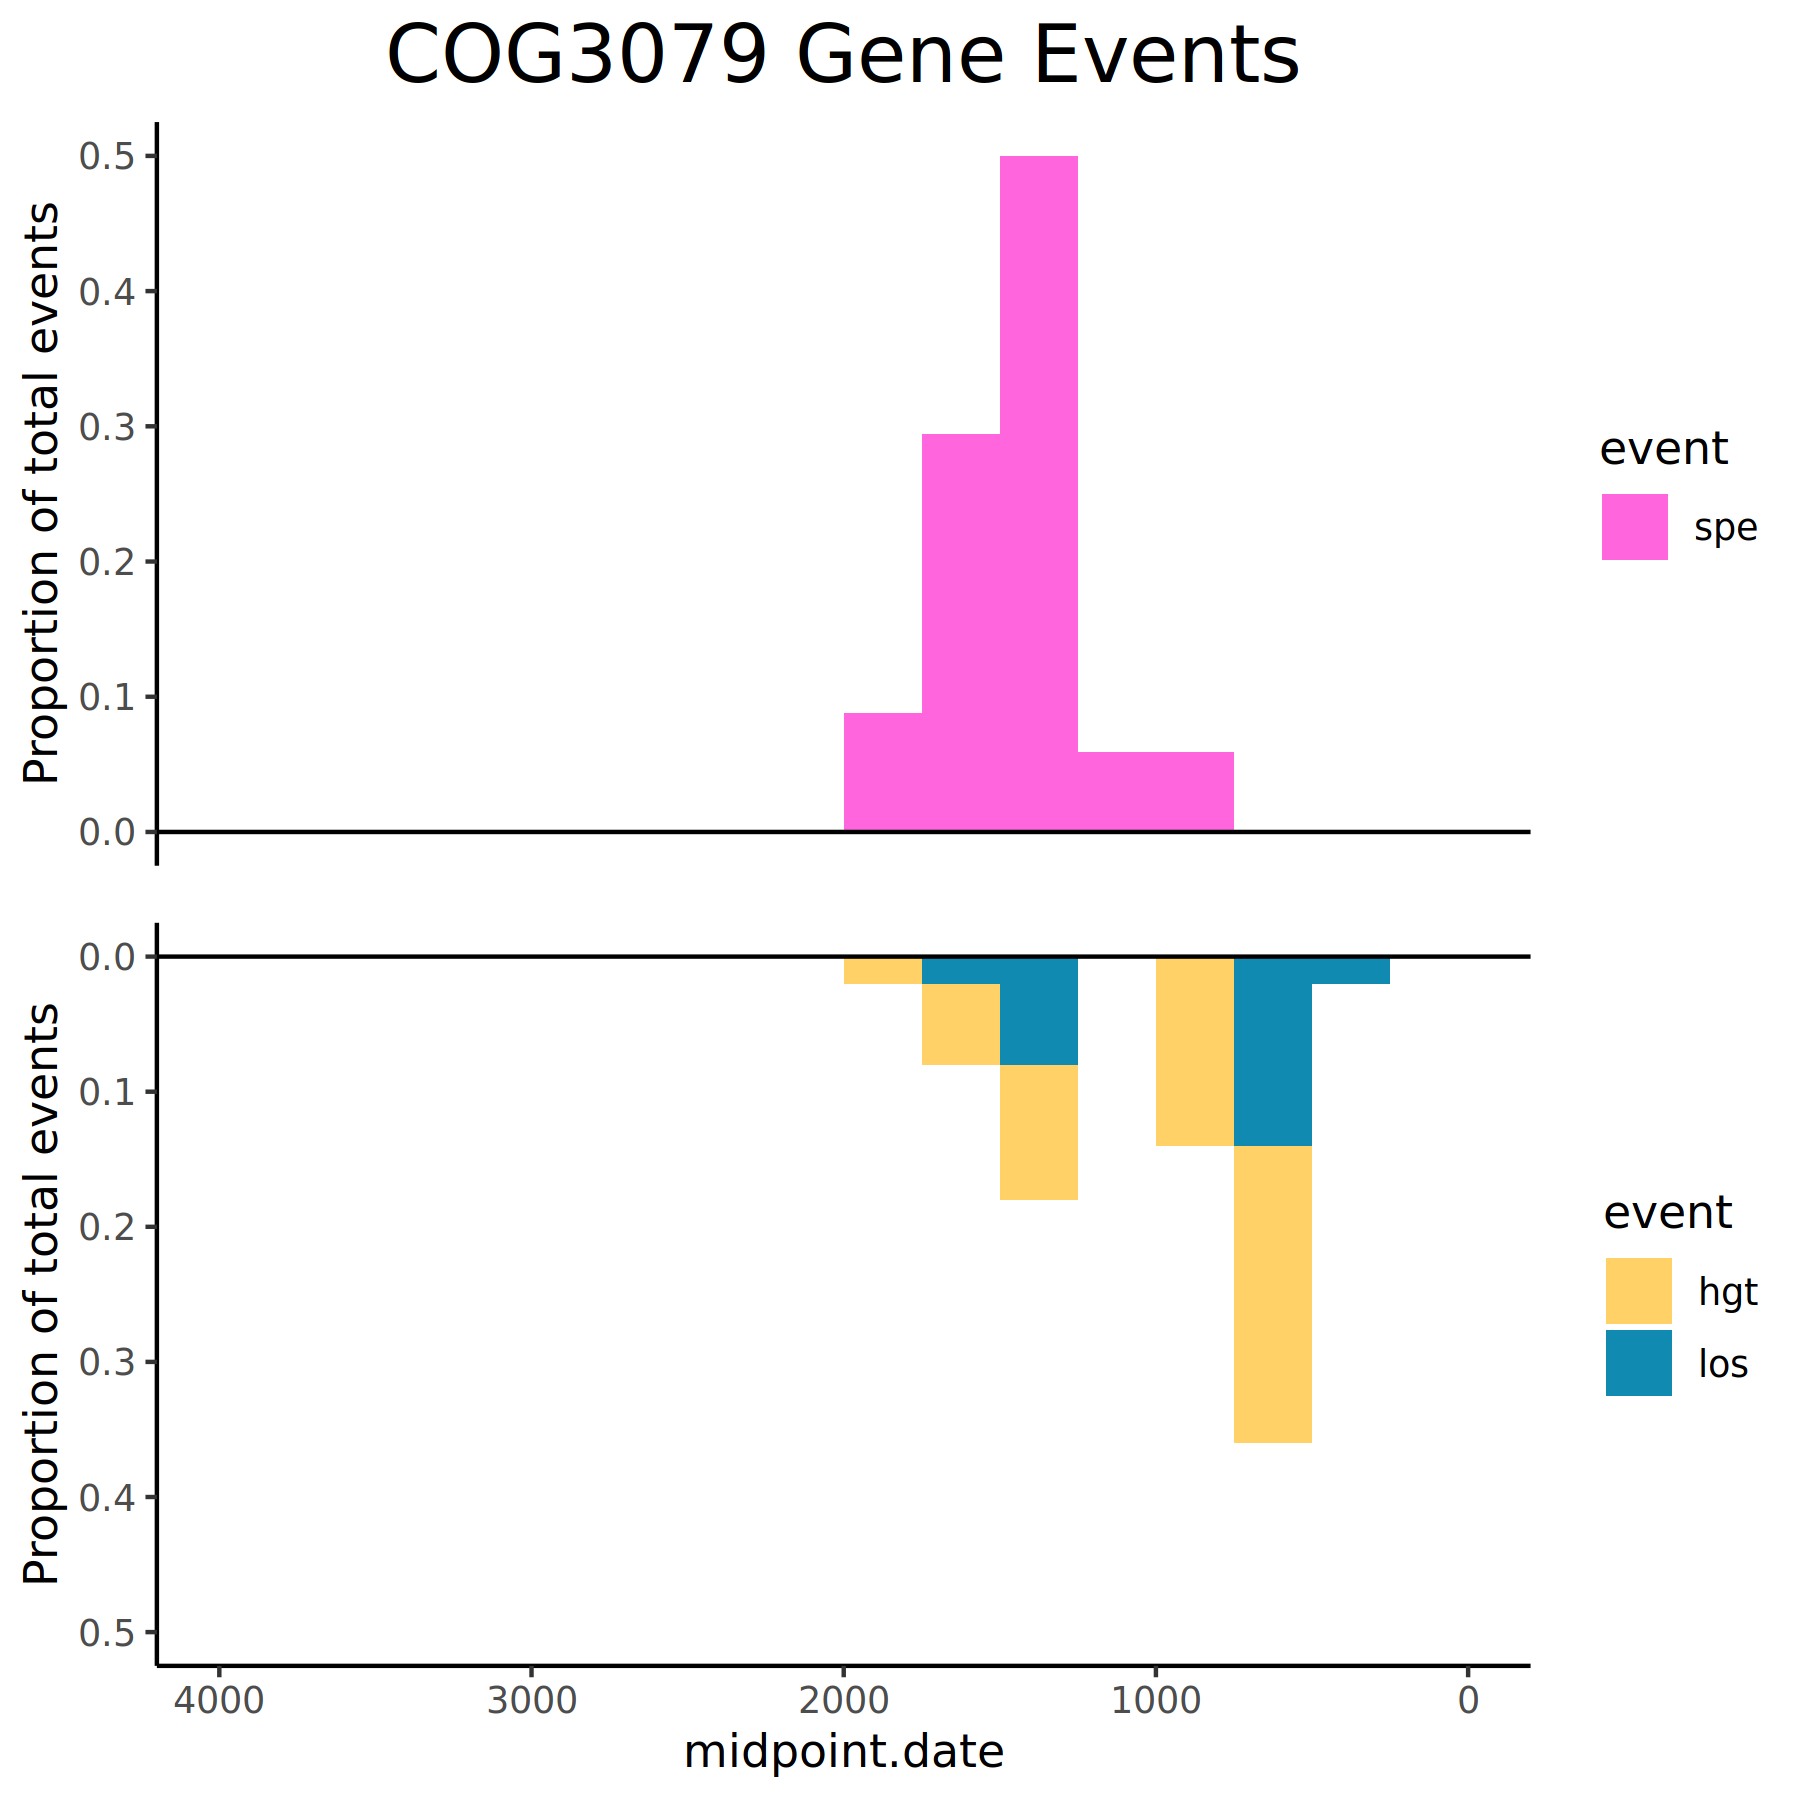 COG3079 Gene Events
Proportion of total events
0.5
0.4
0.3
0.2
0.1
0.0
event
spe
Proportion of total events
0.0
0.1
0.2
0.3
0.4
0.5
event
hgt
los
4000 3000 2000 1000 0
midpoint.date